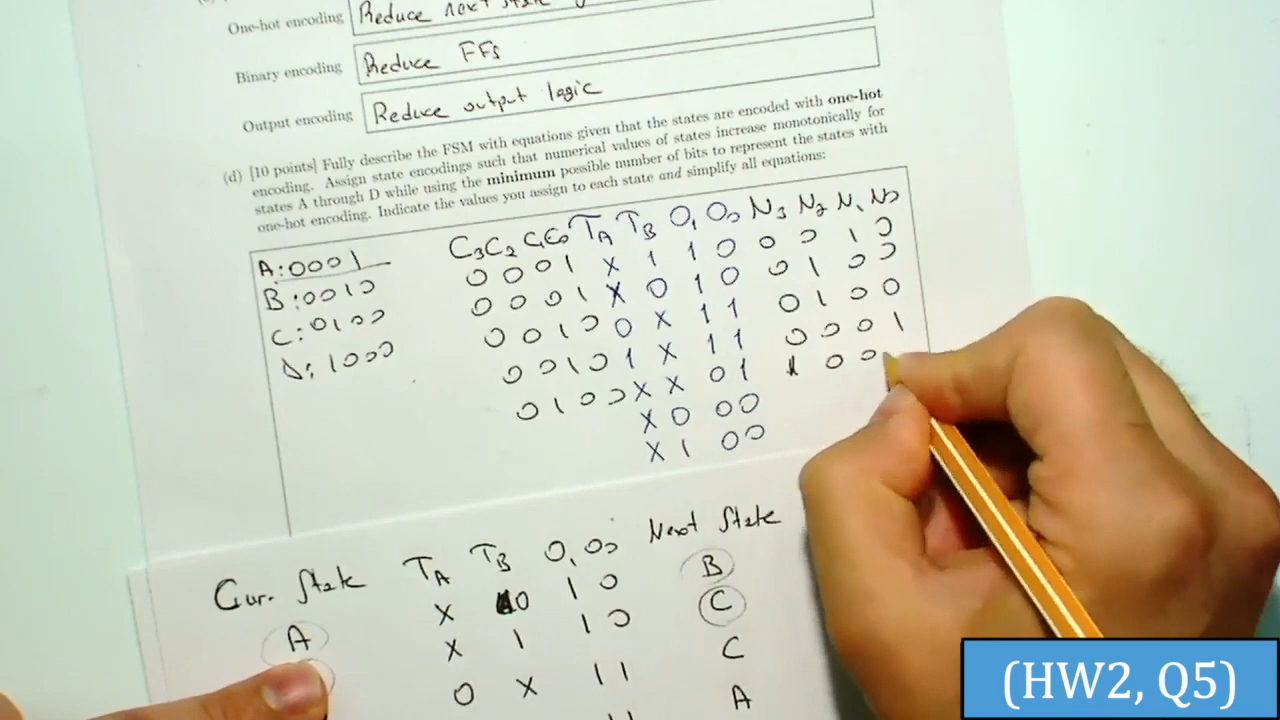 One-hot encoding Reduce next state
Binary encoding Reduce FFs
Output encoding Reduce output logic
(d) [10 points] Fully describe the FSM with equations given that the states are encoded with one-hot
encoding. Assign state encodings such that numerical values of states increase monotonically for
states A through D while using the minimum possible number of bits to represent the states with
one-hot encoding. Indicate the values you assign to each state and simplify all equations:
C3 C2 C1 C0 TA TB O1 O0 N3 N2 N1 N0
A: 0001 0 0 0 1 X 1 1 0 0 0 1 0
B: 0010 0 0 0 1 X 0 1 0 0 1 0 0
C: 0100 0 0 1 0 0 X 1 1 0 1 0 0
D: 1000 0 0 1 0 1 X 1 1 0 0 0 1
0 1 0 0 X X 0 1 1 0 0
X 0 0 0
X 1 0 0
Cur. State TA TB O1 O0 Next State
X 0 1 0 B
A X 1 1 0 C
0 X 1 1 C
1 1 A
(HW2, Q5)